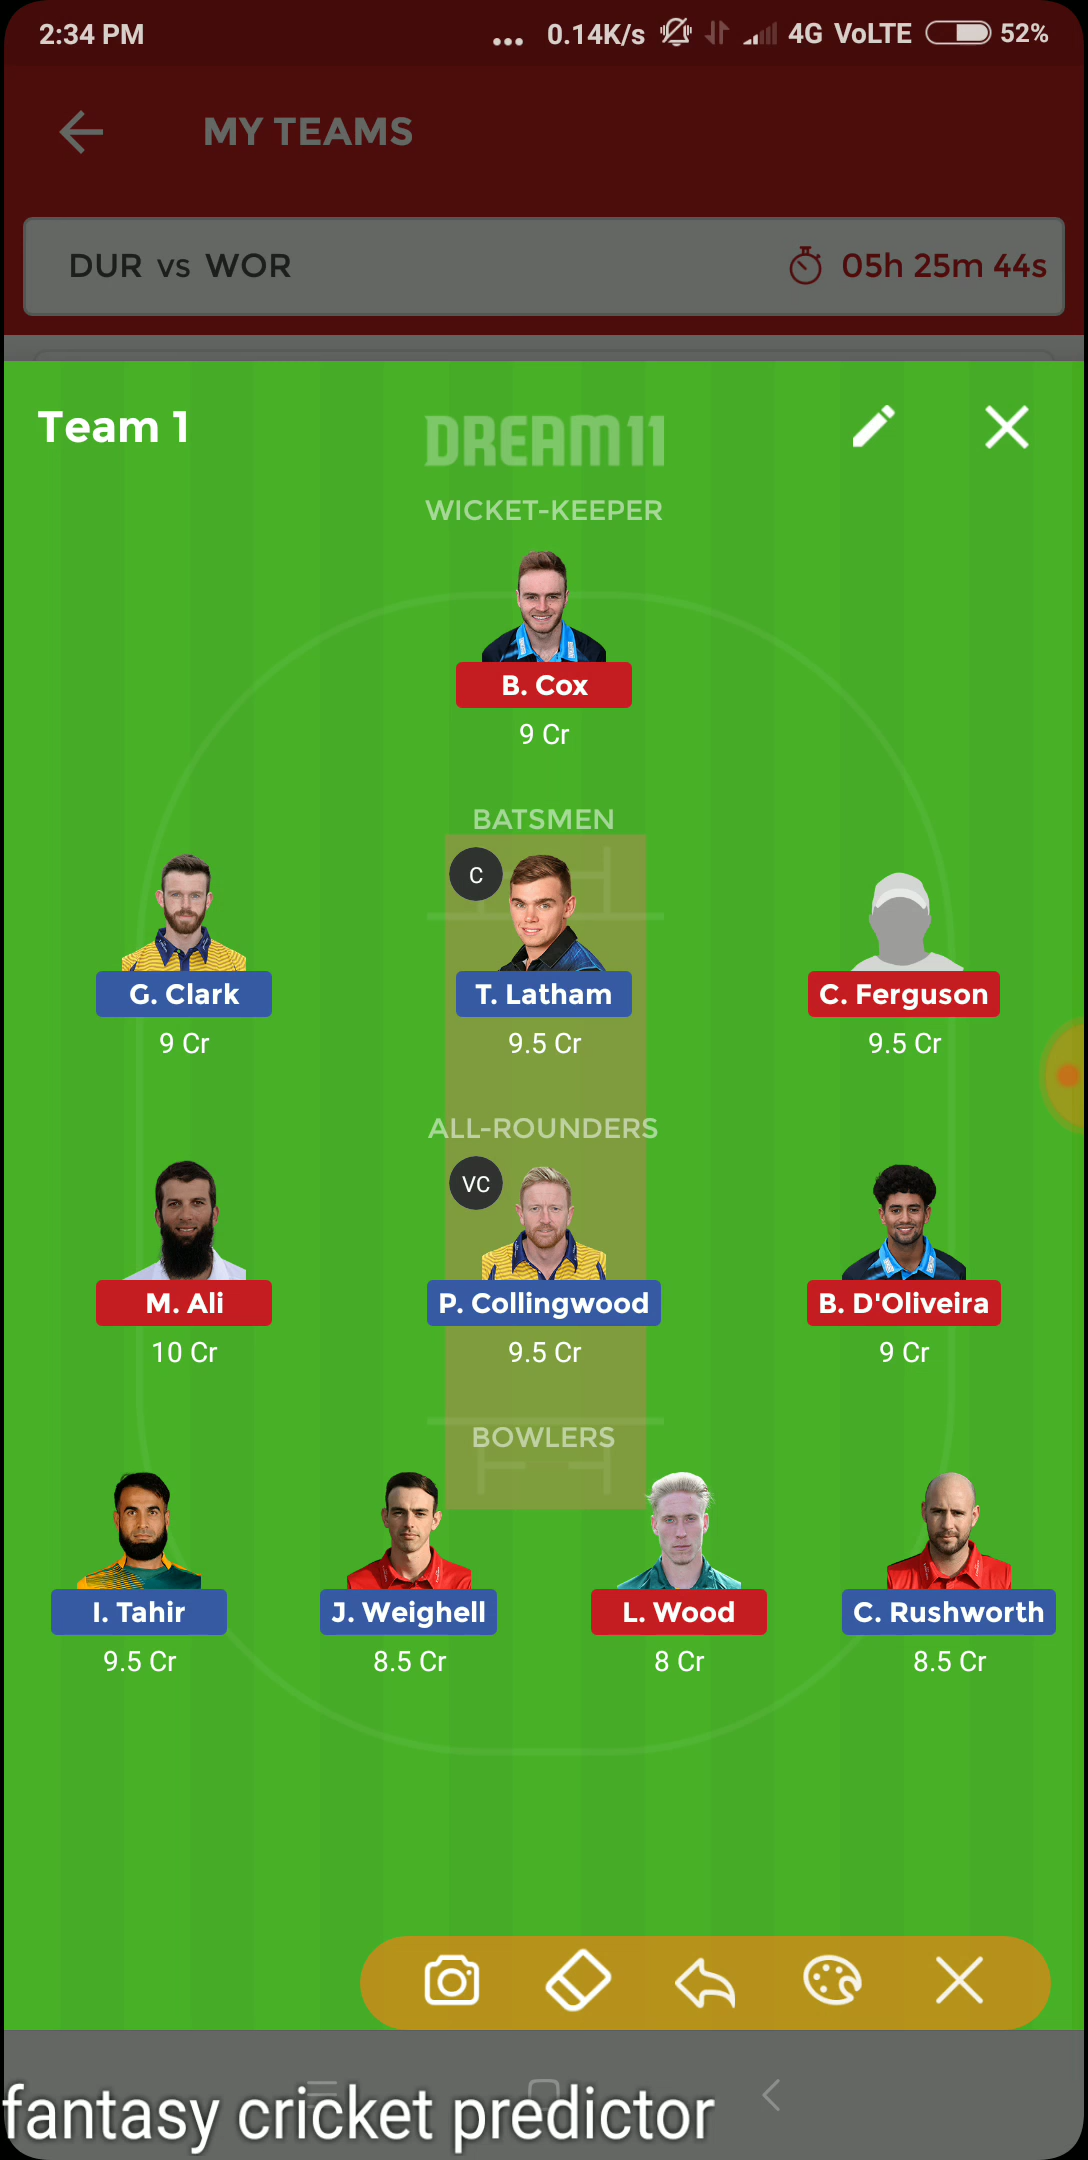 2:34 PM ... 0.14K/s 4G VoLTE 52%
MY TEAMS
DUR vs WOR 05h 25m 44s
Team 1
DREAM11
WICKET-KEEPER
B. Cox
9 Cr
BATSMEN
C
G. Clark T. Latham C. Ferguson
9 Cr 9.5 Cr 9.5 Cr
ALL-ROUNDERS
VC
M. Ali P. Collingwood B. D'Oliveira
10 Cr 9.5 Cr 9 Cr
BOWLERS
I. Tahir J. Weighell L. Wood C. Rushworth
9.5 Cr 8.5 Cr 8 Cr 8.5 Cr
fantasy cricket predictor